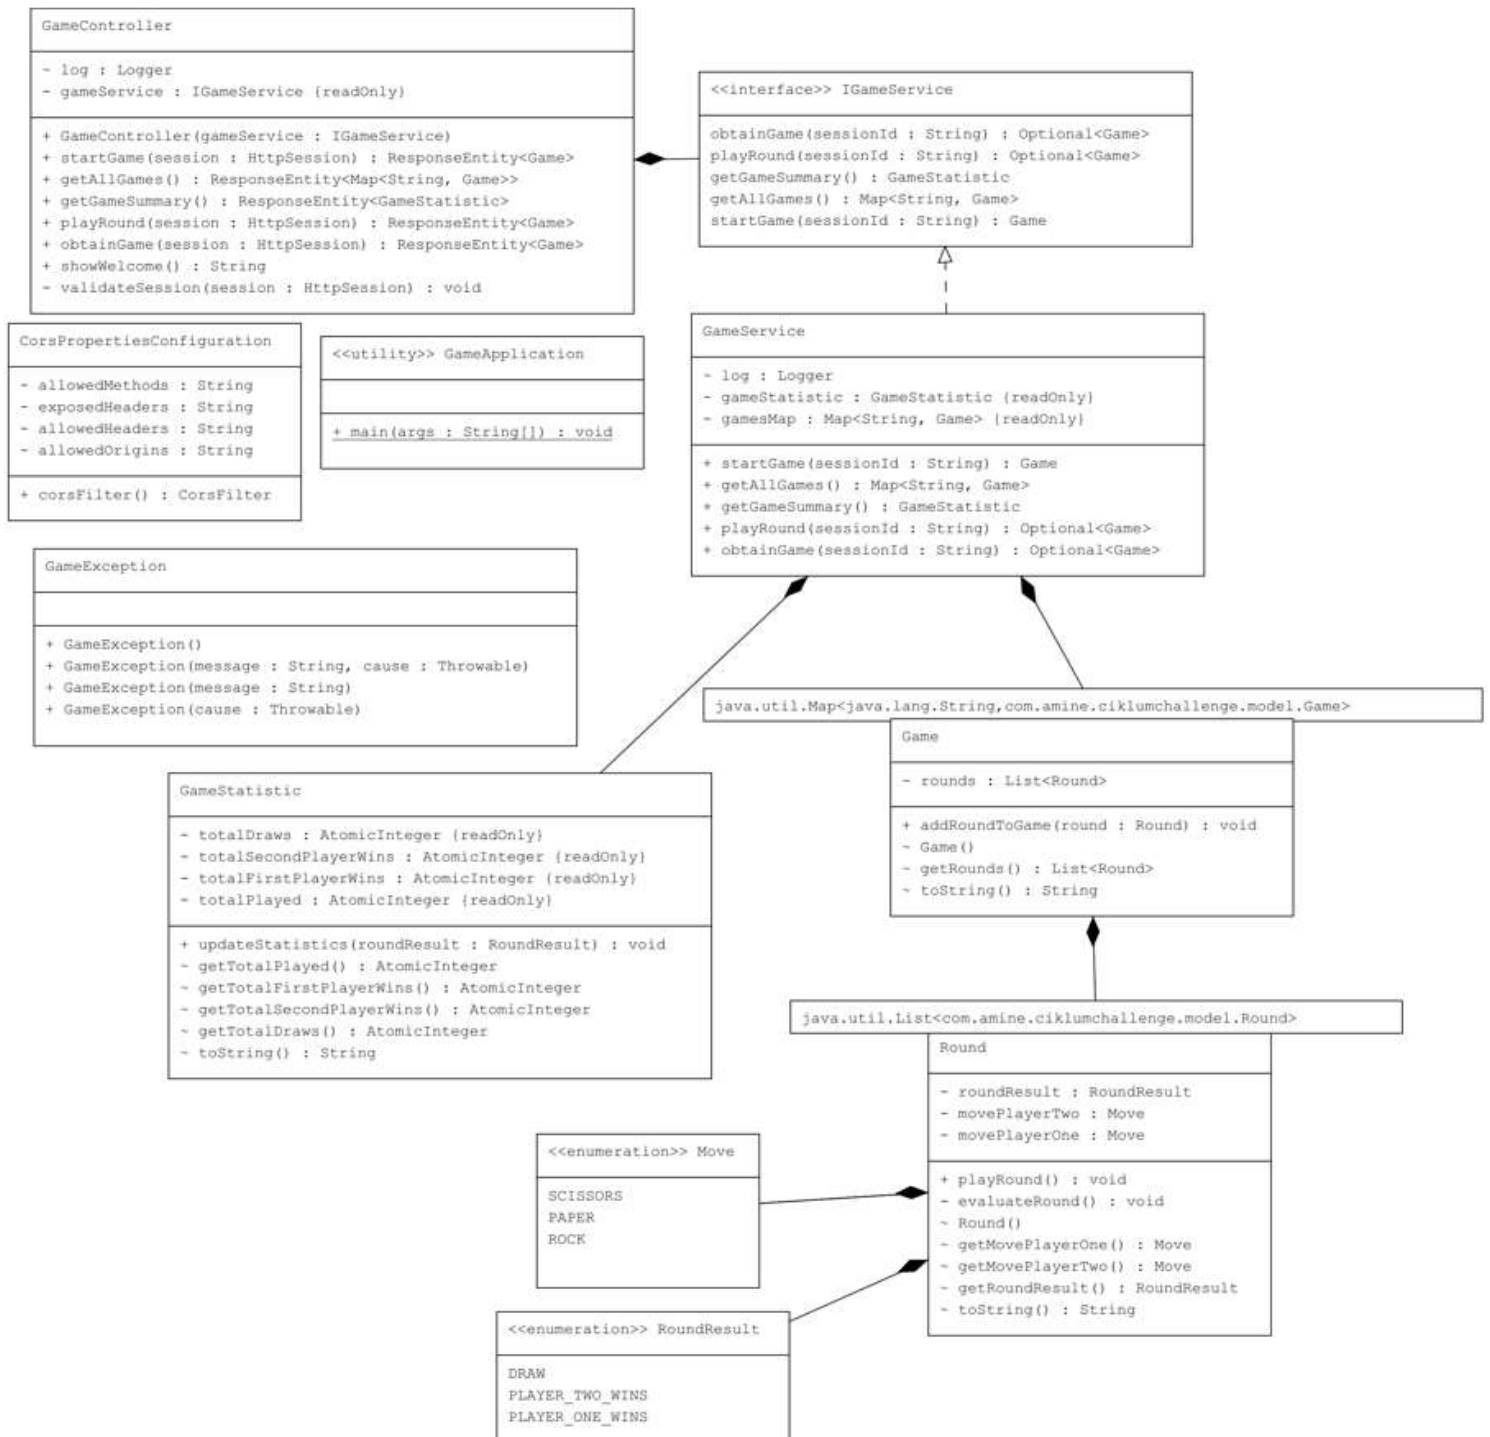 GameController
~ log : Logger
- gameService : IGameService {readOnly}
+ GameController(gameService : IGameService)
+ startGame(session : HttpSession) : ResponseEntity<Game>
+ getAllGames() : ResponseEntity<Map<String, Game>>
+ getGameSummary() : ResponseEntity<GameStatistic>
+ playRound(session : HttpSession) : ResponseEntity<Game>
+ obtainGame(session : HttpSession) : ResponseEntity<Game>
+ showWelcome() : String
- validateSession(session : HttpSession) : void
<<interface>> IGameService
obtainGame(sessionId : String) : Optional<Game>
playRound(sessionId : String) : Optional<Game>
getGameSummary() : GameStatistic
getAllGames() : Map<String, Game>
startGame(sessionId : String) : Game
CorsPropertiesConfiguration
- allowedMethods : String
- exposedHeaders : String
- allowedHeaders : String
- allowedOrigins : String
+ corsFilter() : CorsFilter
<<utility>> GameApplication
+ main(args : String[]) : void
GameService
~ log : Logger
- gameStatistic : GameStatistic {readOnly}
- gamesMap : Map<String, Game> {readOnly}
+ startGame(sessionId : String) : Game
+ getAllGames() : Map<String, Game>
+ getGameSummary() : GameStatistic
+ playRound(sessionId : String) : Optional<Game>
+ obtainGame(sessionId : String) : Optional<Game>
GameException
+ GameException()
+ GameException(message : String, cause : Throwable)
+ GameException(message : String)
+ GameException(cause : Throwable)
java.util.Map<java.lang.String,com.amine.ciklumchallenge.model.Game>
Game
- rounds : List<Round>
+ addRoundToGame(round : Round) : void
~ Game()
~ getRounds() : List<Round>
~ toString() : String
GameStatistic
- totalDraws : AtomicInteger {readOnly}
- totalSecondPlayerWins : AtomicInteger {readOnly}
- totalFirstPlayerWins : AtomicInteger {readOnly}
- totalPlayed : AtomicInteger {readOnly}
+ updateStatistics(roundResult : RoundResult) : void
~ getTotalPlayed() : AtomicInteger
~ getTotalFirstPlayerWins() : AtomicInteger
~ getTotalSecondPlayerWins() : AtomicInteger
~ getTotalDraws() : AtomicInteger
~ toString() : String
java.util.List<com.amine.ciklumchallenge.model.Round>
Round
- roundResult : RoundResult
- movePlayerTwo : Move
- movePlayerOne : Move
+ playRound() : void
- evaluateRound() : void
~ Round()
~ getMovePlayerOne() : Move
~ getMovePlayerTwo() : Move
~ getRoundResult() : RoundResult
~ toString() : String
<<enumeration>> Move
SCISSORS
PAPER
ROCK
<<enumeration>> RoundResult
DRAW
PLAYER_TWO_WINS
PLAYER_ONE_WINS